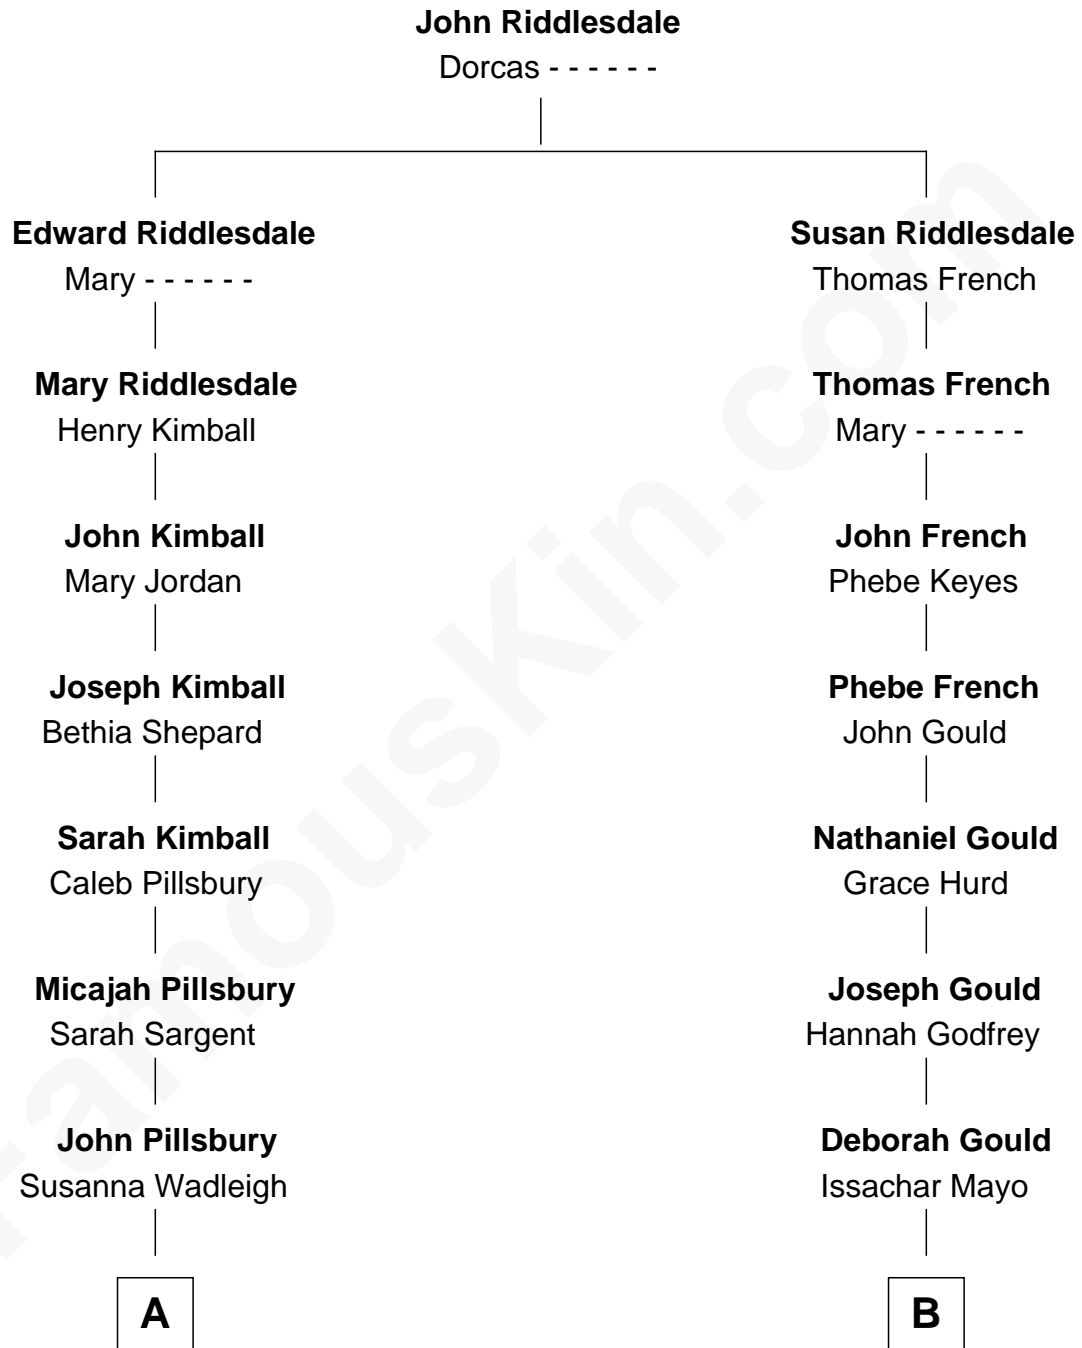 John Riddlesdale
Dorcas - - - - - -
Edward Riddlesdale
Mary - - - - - -
Susan Riddlesdale
Thomas French
Mary Riddlesdale
Henry Kimball
Thomas French
Mary - - - - - -
John Kimball
Mary Jordan
John French
Phebe Keyes
Joseph Kimball
Bethia Shepard
Phebe French
John Gould
Sarah Kimball
Caleb Pillsbury
Nathaniel Gould
Grace Hurd
Micajah Pillsbury
Sarah Sargent
Joseph Gould
Hannah Godfrey
John Pillsbury
Susanna Wadleigh
Deborah Gould
Issachar Mayo
A
B
FamousKin.com